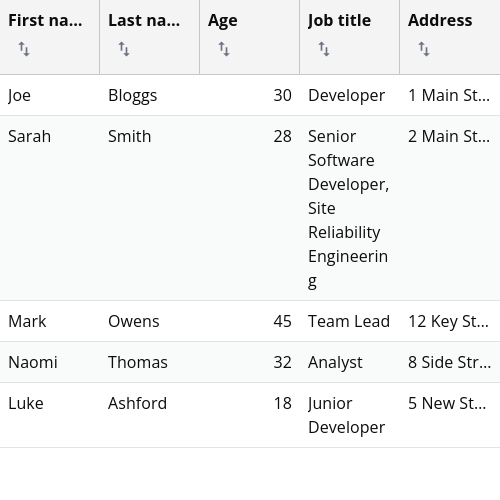 First na... Last na... Age Job title Address
Joe Bloggs 30 Developer 1 Main St...
Sarah Smith 28 Senior 2 Main St...
Software
Developer,
Site
Reliability
Engineerin
g
Mark Owens 45 Team Lead 12 Key St...
Naomi Thomas 32 Analyst 8 Side Str...
Luke Ashford 18 Junior 5 New St...
Developer